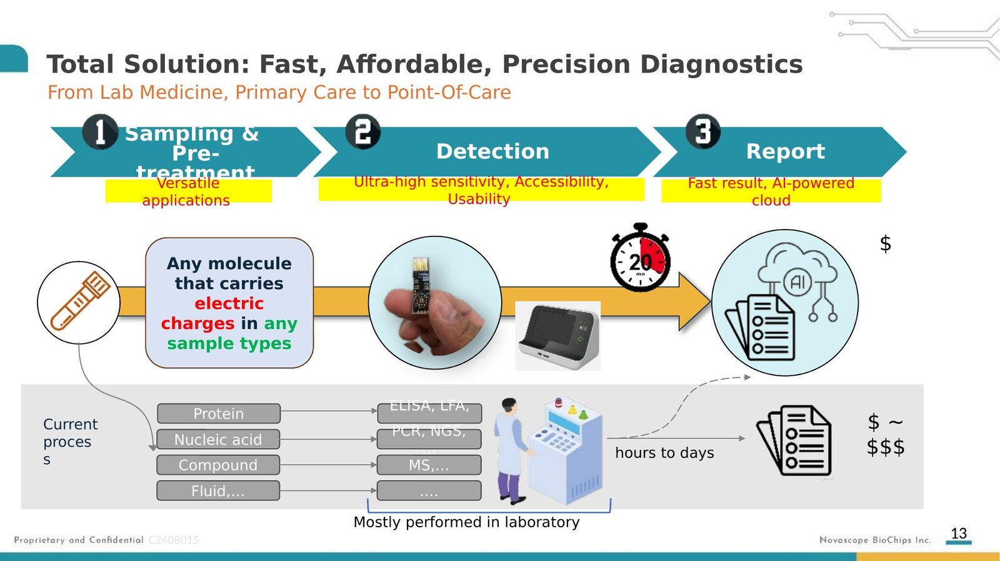 Total Solution: Fast, Affordable, Precision Diagnostics
From Lab Medicine, Primary Care to Point-Of-Care
1
Sampling &
Pre-
treatment
2
Detection
3
Report
Versatile
applications
Ultra-high sensitivity, Accessibility,
Usability
Fast result, AI-powered
cloud
Any molecule
that carries
electric
charges in any
sample types
20
min
AI
$
Current
proces
s
Protein
Nucleic acid
Compound
Fluid,...
ELISA, LFA,
PCR, NGS,
...
MS,...
....
hours to days
$ ~
$$$
Mostly performed in laboratory
Proprietary and Confidential C2408015
Novascope BioChips Inc.
13